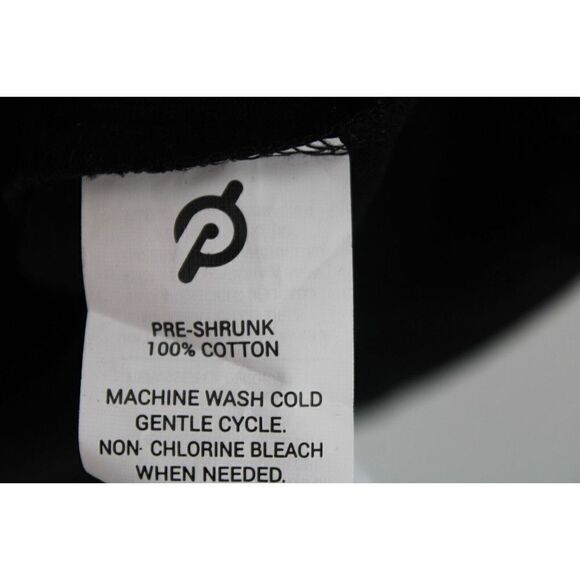 PRE-SHRUNK
100% COTTON
MACHINE WASH COLD
GENTLE CYCLE.
NON- CHLORINE BLEACH
WHEN NEEDED.